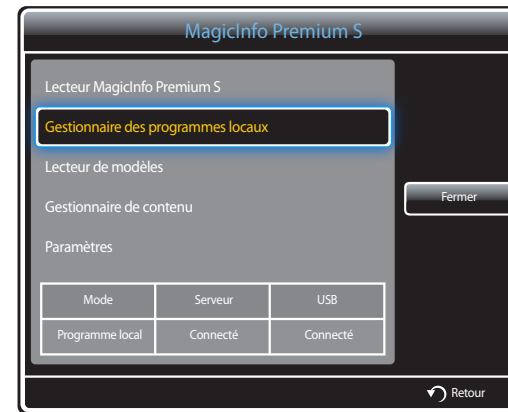 MagicInfo Premium S
Lecteur MagicInfo Premium S
Gestionnaire des programmes locaux
Lecteur de modèles
Gestionnaire de contenu
Paramètres
Fermer
Mode Serveur USB
Programme local Connecté Connecté
Retour